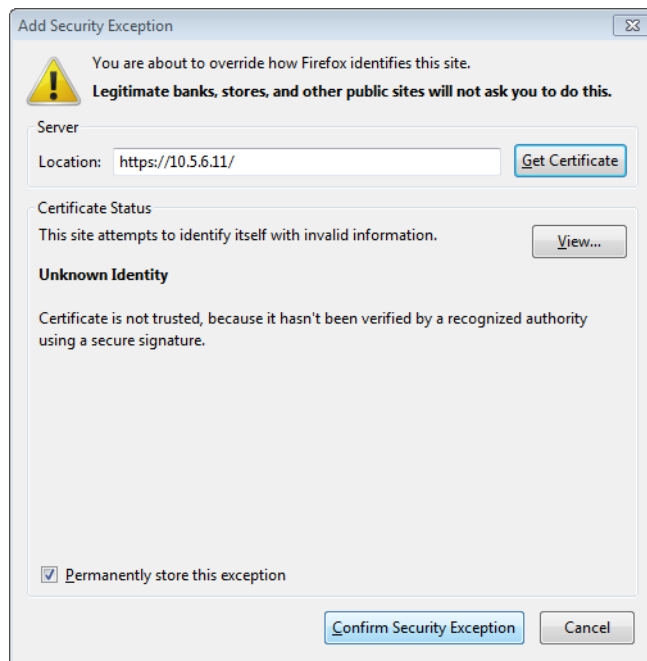 Add Security Exception
You are about to override how Firefox identifies this site.
Legitimate banks, stores, and other public sites will not ask you to do this.
Server
Location: https://10.5.6.11/ Get Certificate
Certificate Status
This site attempts to identify itself with invalid information.
View...
Unknown Identity
Certificate is not trusted, because it hasn't been verified by a recognized authority
using a secure signature.
Permanently store this exception
Confirm Security Exception Cancel